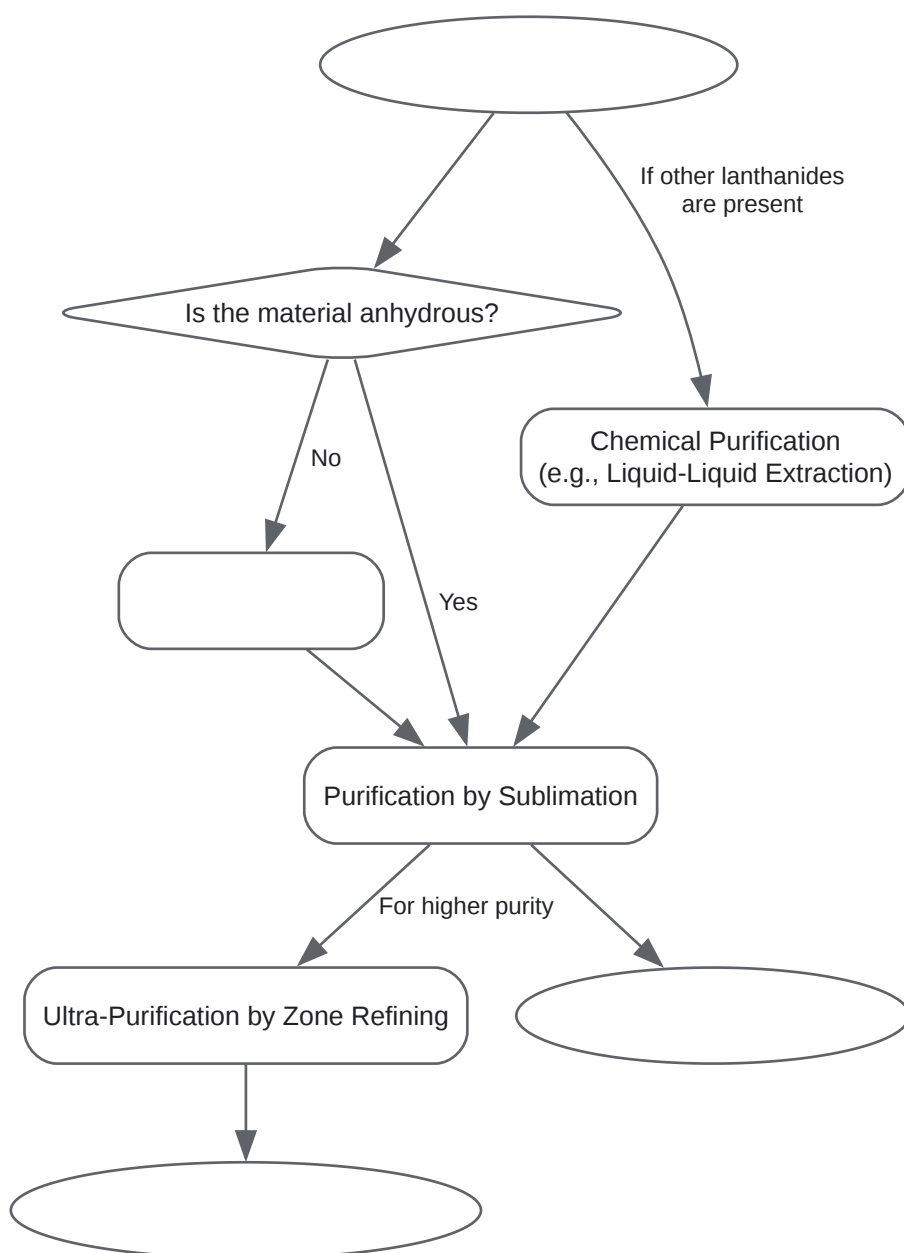 If other lanthanides
are present
Is the material anhydrous?
Chemical Purification
(e.g., Liquid-Liquid Extraction)
No
Yes
Purification by Sublimation
For higher purity
Ultra-Purification by Zone Refining